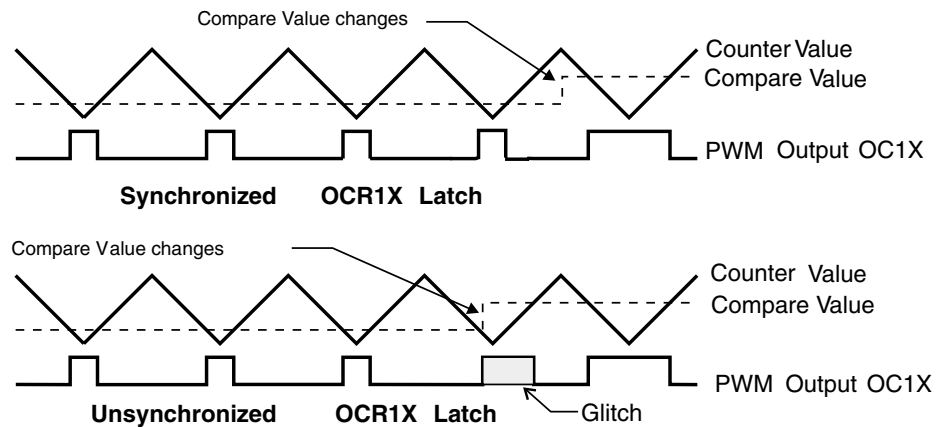 Compare Value changes
Counter Value
Compare Value
PWM Output OC1X
Synchronized OCR1X Latch
Compare Value changes
Counter Value
Compare Value
PWM Output OC1X
Unsynchronized OCR1X Latch
Glitch